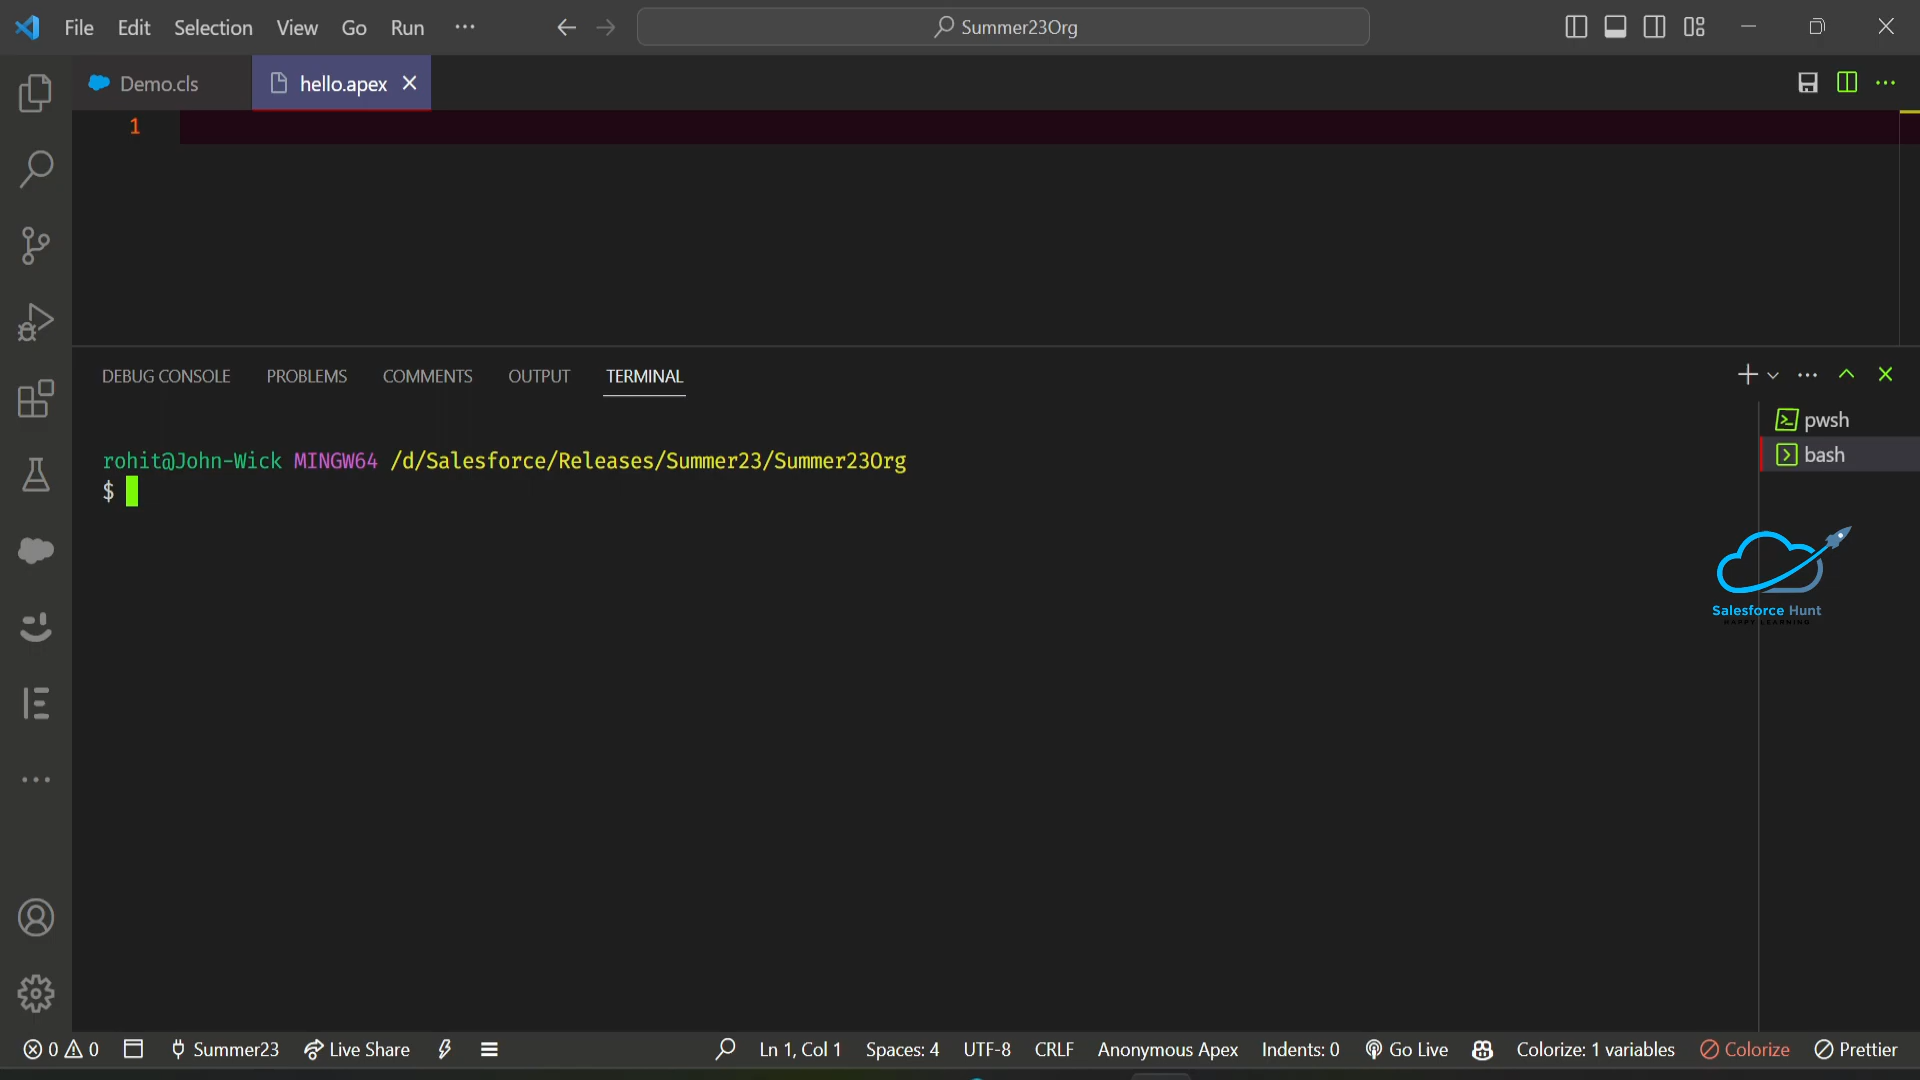 File Edit Selection View Go Run ··· Summer23Org
Demo.cls hello.apex
1
DEBUG CONSOLE PROBLEMS COMMENTS OUTPUT TERMINAL
pwsh
bash
rohit@John-Wick MINGW64 /d/Salesforce/Releases/Summer23/Summer23Org
$
Salesforce Hunt
HAPPY LEARNING
0 0 Summer23 Live Share Ln 1, Col 1 Spaces: 4 UTF-8 CRLF Anonymous Apex Indents: 0 Go Live Colorize: 1 variables Colorize Prettier